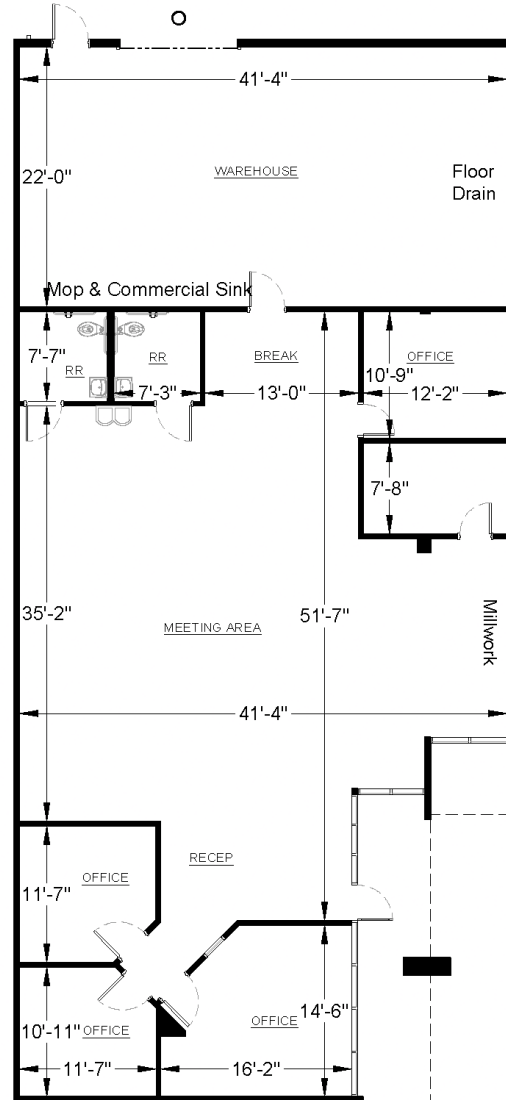 41'-4"
22'-0"
WAREHOUSE
Floor
Drain
Mop & Commercial Sink
7'-7"
RR
RR
7'-3"
BREAK
13'-0"
10'-9"
OFFICE
12'-2"
7'-8"
35'-2"
MEETING AREA
51'-7"
Millwork
41'-4"
RECEP
11'-7"
OFFICE
10'-11"
OFFICE
11'-7"
OFFICE
14'-6"
16'-2"